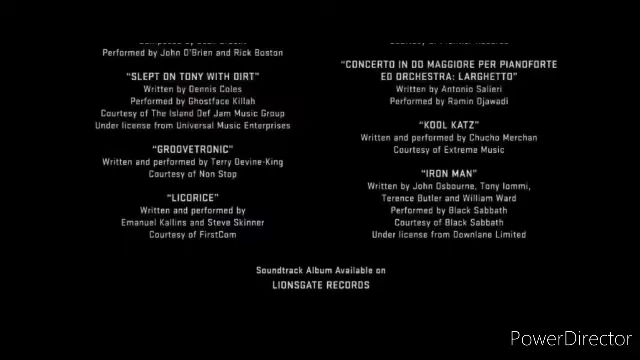 Performed by John O'Brien and Rick Boston
"SLEPT ON TONY WITH DIRT"
Written by Dennis Coles
Performed by Ghostface Killah
Courtesy of The Island Def Jam Music Group
Under license from Universal Music Enterprises
"GROOVETRONIC"
Written and performed by Terry Devine-King
Courtesy of Non Stop
"LICORICE"
Written and performed by
Emanuel Kallins and Steve Skinner
Courtesy of FirstCom
"CONCERTO IN DO MAGGIORE PER PIANOFORTE
ED ORCHESTRA: LARGHETTO"
Written by Antonio Salieri
Performed by Ramin Djawadi
"KOOL KATZ"
Written and performed by Chucho Merchan
Courtesy of Extreme Music
"IRON MAN"
Written by John Osbourne, Tony Iommi,
Terence Butler and William Ward
Performed by Black Sabbath
Courtesy of Black Sabbath
Under license from Downlane Limited
Soundtrack Album Available on
LIONSGATE RECORDS
PowerDirector